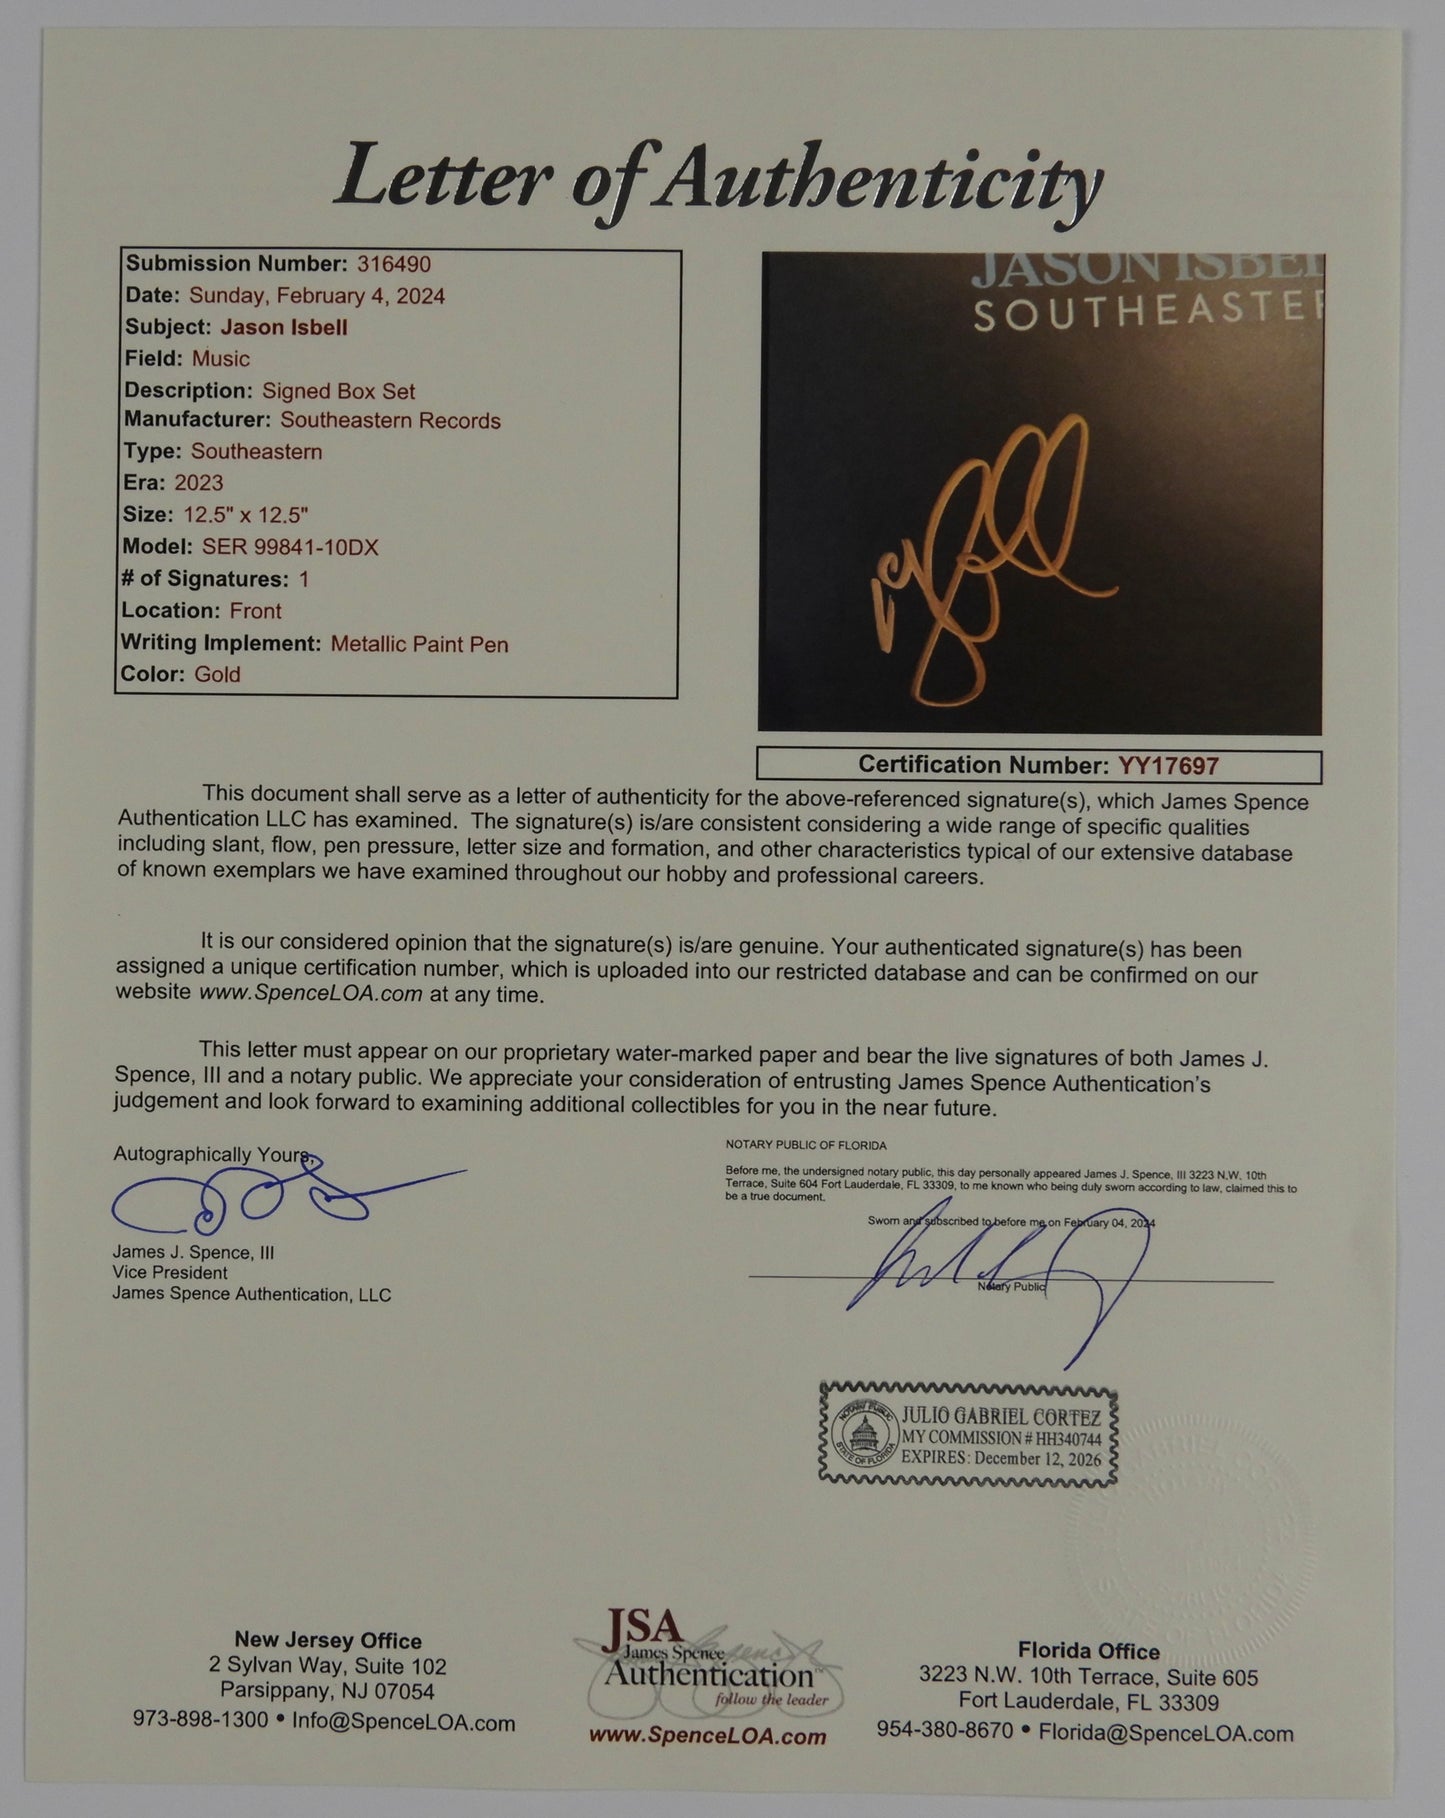 Letter of Authenticity
Submission Number: 316490
Date: Sunday, February 4, 2024
Subject: Jason Isbell
Field: Music
Description: Signed Box Set
Manufacturer: Southeastern Records
Type: Southeastern
Era: 2023
Size: 12.5" x 12.5"
Model: SER 99841-10DX
# of Signatures: 1
Location: Front
Writing Implement: Metallic Paint Pen
Color: Gold
JASON ISBEL
SOUTHEASTER
Certification Number: YY17697
This document shall serve as a letter of authenticity for the above-referenced signature(s), which James Spence
Authentication LLC has examined. The signature(s) is/are consistent considering a wide range of specific qualities
including slant, flow, pen pressure, letter size and formation, and other characteristics typical of our extensive database
of known exemplars we have examined throughout our hobby and professional careers.
It is our considered opinion that the signature(s) is/are genuine. Your authenticated signature(s) has been
assigned a unique certification number, which is uploaded into our restricted database and can be confirmed on our
website www.SpenceLOA.com at any time.
This letter must appear on our proprietary water-marked paper and bear the live signatures of both James J.
Spence, III and a notary public. We appreciate your consideration of entrusting James Spence Authentication's
judgement and look forward to examining additional collectibles for you in the near future.
Autographically Yours,
James J. Spence, III
Vice President
James Spence Authentication, LLC
NOTARY PUBLIC OF FLORIDA
Before me, the undersigned notary public, this day personally appeared James J. Spence, III 3223 N.W. 10th
Terrace, Suite 604 Fort Lauderdale, FL 33309, to me known who being duty sworn according to law, claimed this to
be a true document.
Sworn and subscribed to before me on February 04, 2024
Notary Public
NOTARY PUBLIC
STATE OF FLORIDA
JULIO GABRIEL CORTEZ
MY COMMISSION # HH340744
EXPIRES: December 12, 2026
New Jersey Office
2 Sylvan Way, Suite 102
Parsippany, NJ 07054
973-898-1300 • Info@SpenceLOA.com
JSA
James Spence
Authentication™
follow the leader
www.SpenceLOA.com
Florida Office
3223 N.W. 10th Terrace, Suite 605
Fort Lauderdale, FL 33309
954-380-8670 • Florida@SpenceLOA.com